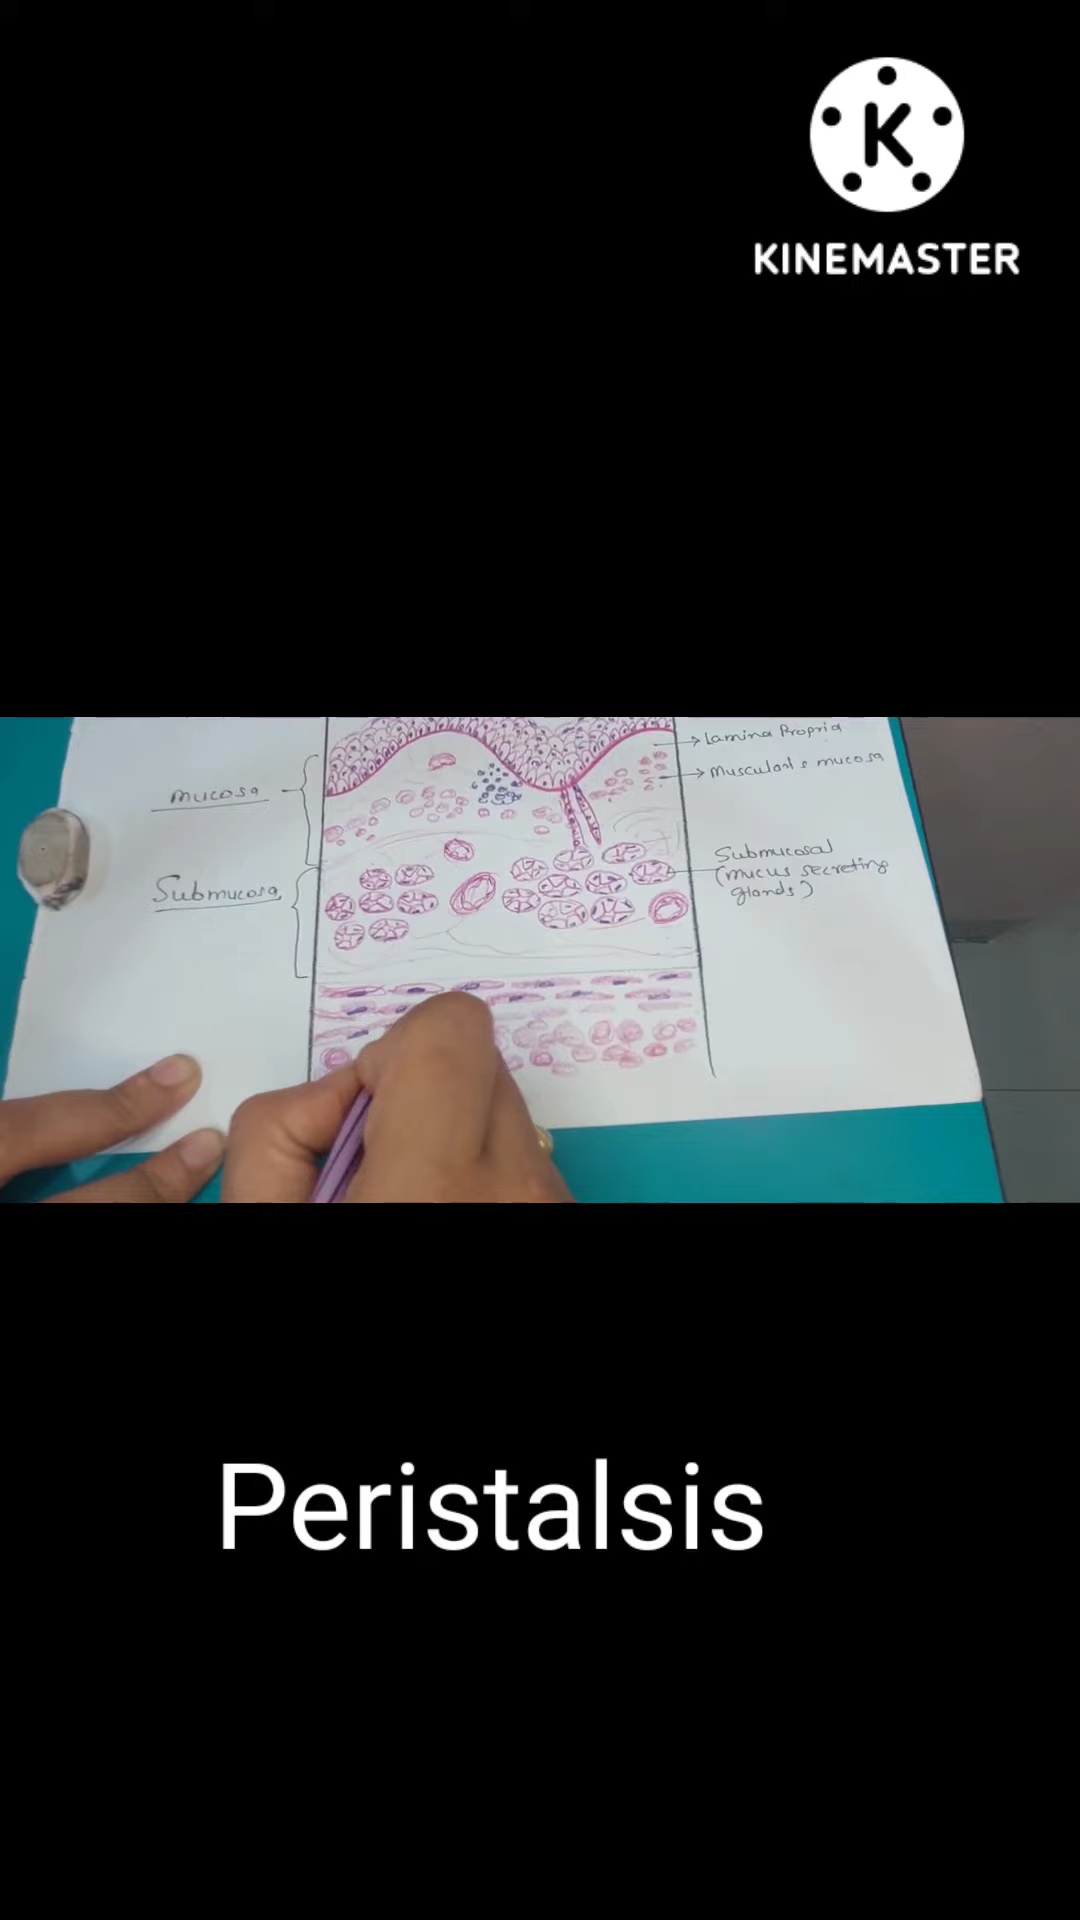 KINEMASTER
Lamina Propria
Muscularis mucosa
mucosa
Submucosal
(mucus secreting
glands)
Submucosa
Peristalsis